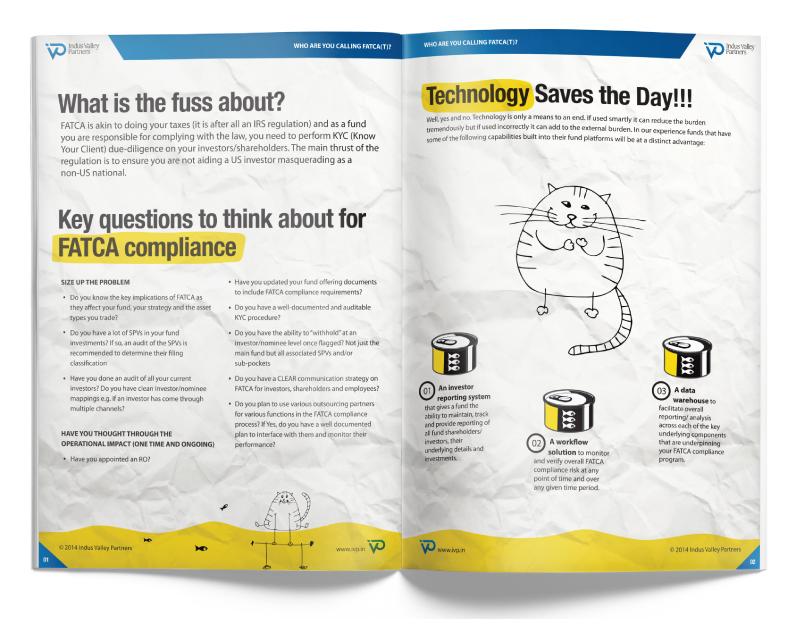 Indus Valley
Partners
WHO ARE YOU CALLING FATCA(T)?
What is the fuss about?
FATCA is akin to doing your taxes (it is after all an IRS regulation) and as a fund
you are responsible for complying with the law, you need to perform KYC (Know
Your Client) due-diligence on your investors/shareholders. The main thrust of the
regulation is to ensure you are not aiding a US investor masquerading as a
non-US national.
Key questions to think about for
FATCA compliance
SIZE UP THE PROBLEM
• Do you know the key implications of FATCA as
they affect your fund, your strategy and the asset
types you trade?
• Do you have a lot of SPVs in your fund
investments? If so, an audit of the SPVs is
recommended to determine their filing
classification
• Have you done an audit of all your current
investors? Do you have clean investor/nominee
mappings e.g. if an investor has come through
multiple channels?
HAVE YOU THOUGHT THROUGH THE
OPERATIONAL IMPACT (ONE TIME AND ONGOING)
• Have you appointed an RO?
• Have you updated your fund offering documents
to include FATCA compliance requirements?
• Do you have a well-documented and auditable
KYC procedure?
• Do you have the ability to "withhold" at an
investor/nominee level once flagged? Not just the
main fund but all associated SPVs and/or
sub-pockets
• Do you have a CLEAR communication strategy on
FATCA for investors, shareholders and employees?
• Do you plan to use various outsourcing partners
for various functions in the FATCA compliance
process? If Yes, do you have a well documented
plan to interface with them and monitor their
performance?
© 2014 Indus Valley Partners
www.ivp.in
01
WHO ARE YOU CALLING FATCA(T)?
Indus Valley
Partners
Technology Saves the Day!!!
Well, yes and no. Technology is only a means to an end. If used smartly it can reduce the burden
tremendously but if used incorrectly it can add to the external burden. In our experience funds that have
some of the following capabilities built into their fund platforms will be at a distinct advantage:
01 An investor
reporting system
that gives a fund the
ability to maintain, track
and provide reporting of
all fund shareholders/
investors, their
underlying details and
investments.
02 A workflow
solution to monitor
and verify overall FATCA
compliance risk at any
point of time and over
any given time period.
03 A data
warehouse to
facilitate overall
reporting/ analysis
across each of the key
underlying components
that are underpinning
your FATCA compliance
program.
www.ivp.in
© 2014 Indus Valley Partners
02